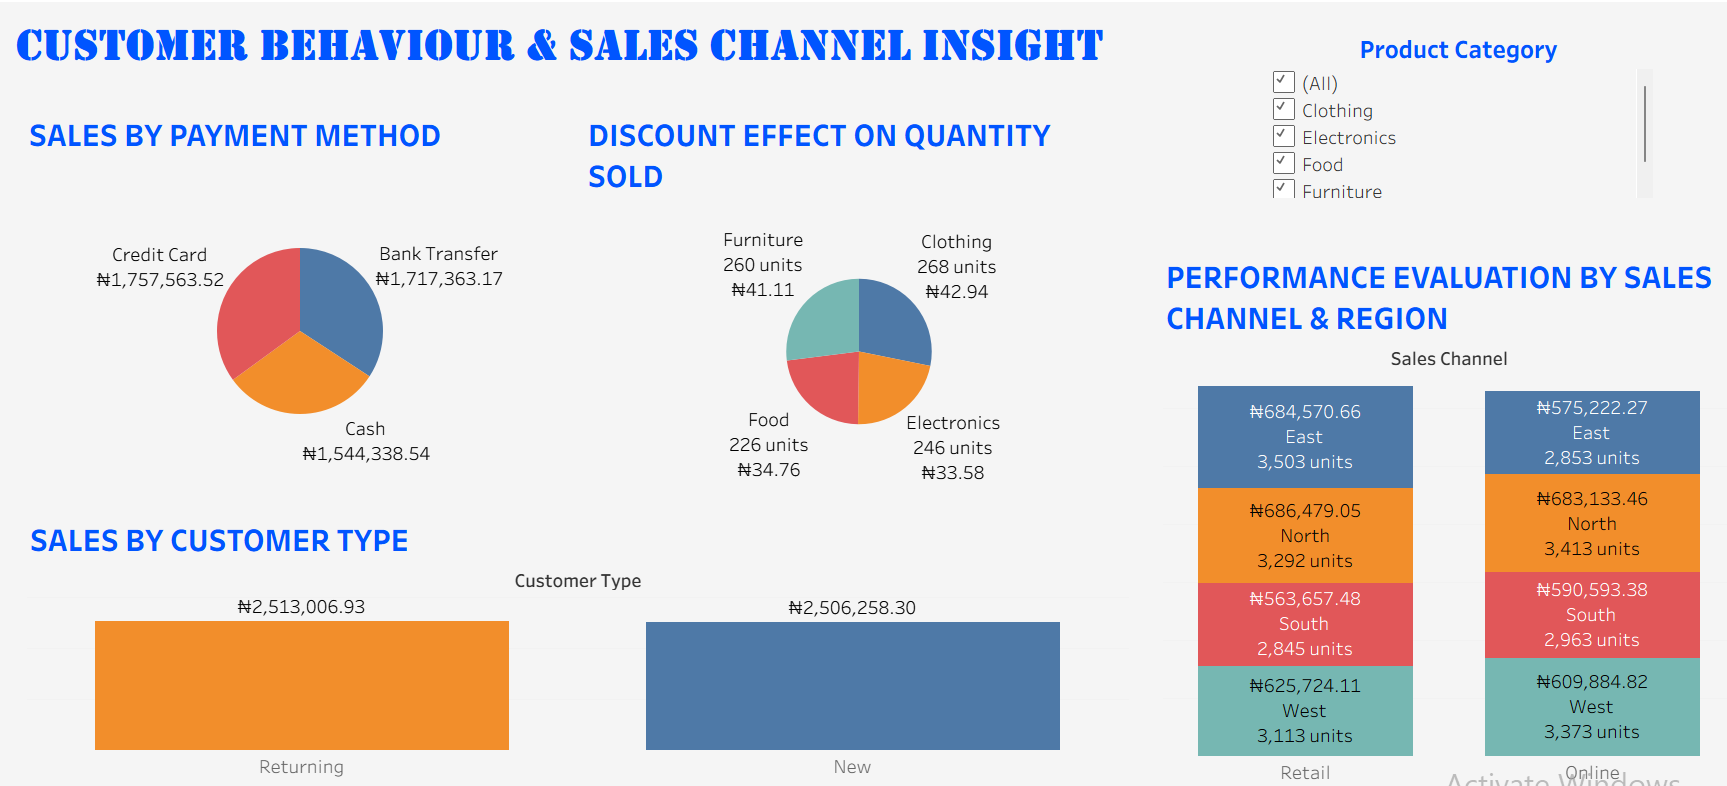 CUSTOMER BEHAVIOUR & SALES CHANNEL INSIGHT
Product Category
(All)
Clothing
Electronics
Food
Furniture
SALES BY PAYMENT METHOD
Credit Card
₦1,757,563.52
Bank Transfer
₦1,717,363.17
Cash
₦1,544,338.54
DISCOUNT EFFECT ON QUANTITY
SOLD
Furniture
260 units
₦41.11
Clothing
268 units
₦42.94
Food
226 units
₦34.76
Electronics
246 units
₦33.58
PERFORMANCE EVALUATION BY SALES
CHANNEL & REGION
Sales Channel
₦684,570.66
East
3,503 units
₦686,479.05
North
3,292 units
₦563,657.48
South
2,845 units
₦625,724.11
West
3,113 units
Retail
₦575,222.27
East
2,853 units
₦683,133.46
North
3,413 units
₦590,593.38
South
2,963 units
₦609,884.82
West
3,373 units
Online
SALES BY CUSTOMER TYPE
Customer Type
₦2,513,006.93
Returning
₦2,506,258.30
New
Activate Windows